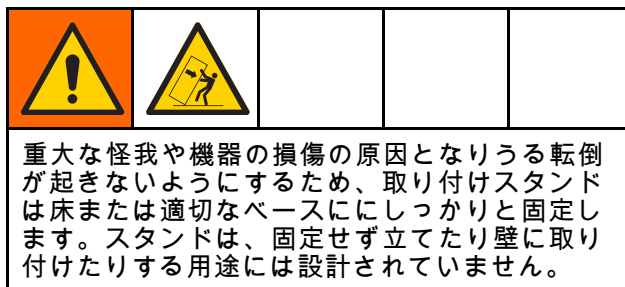 重大な怪我や機器の損傷の原因となりうる転倒
が起きないようにするため、取り付けスタンド
は床または適切なベースににしっかりと固定し
ます。スタンドは、固定せず立てたり壁に取り
付けたりする用途には設計されていません。